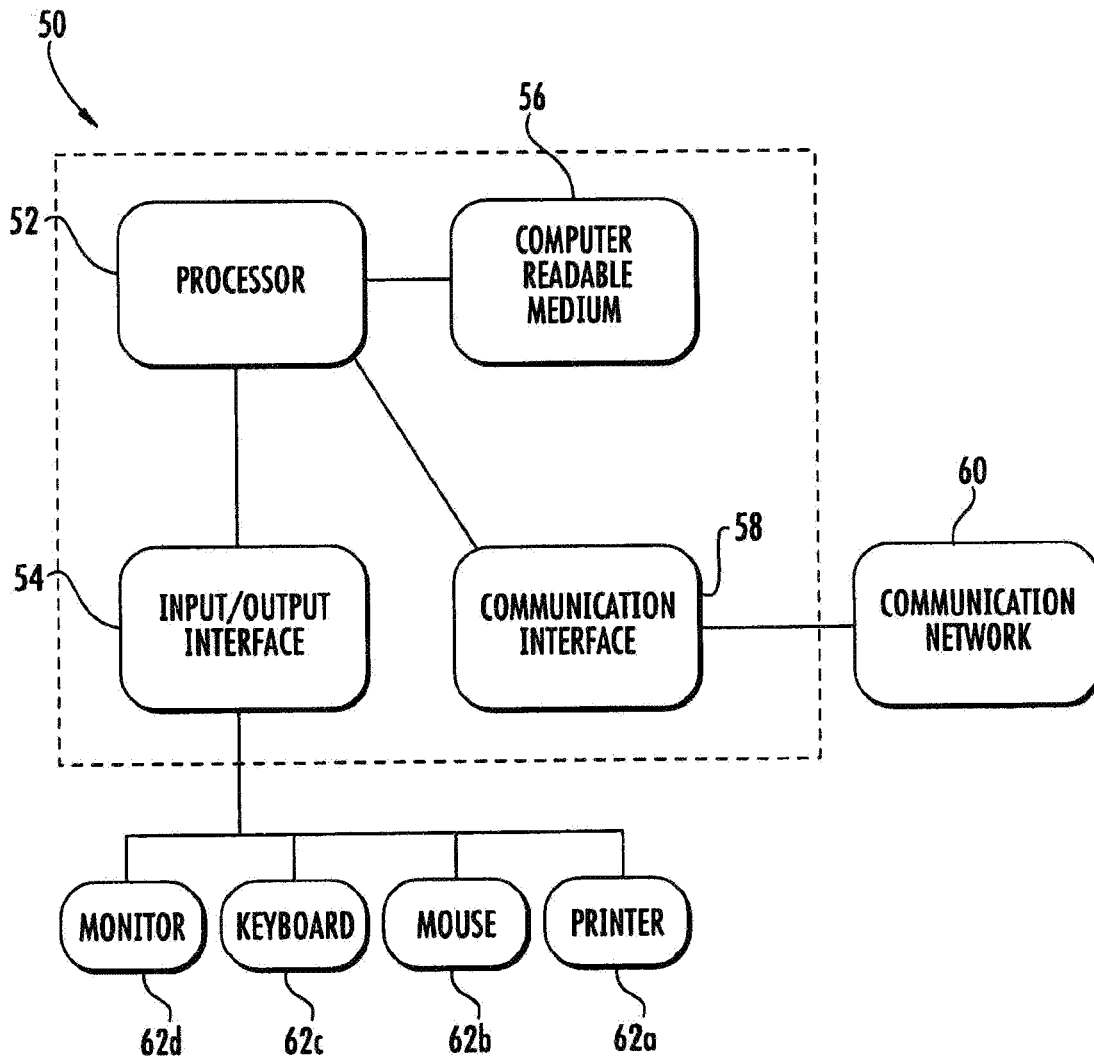 50
56
52
PROCESSOR
COMPUTER
READABLE
MEDIUM
60
58
54
INPUT/OUTPUT
INTERFACE
COMMUNICATION
INTERFACE
COMMUNICATION
NETWORK
MONITOR
KEYBOARD
MOUSE
PRINTER
62d
62c
62b
62a